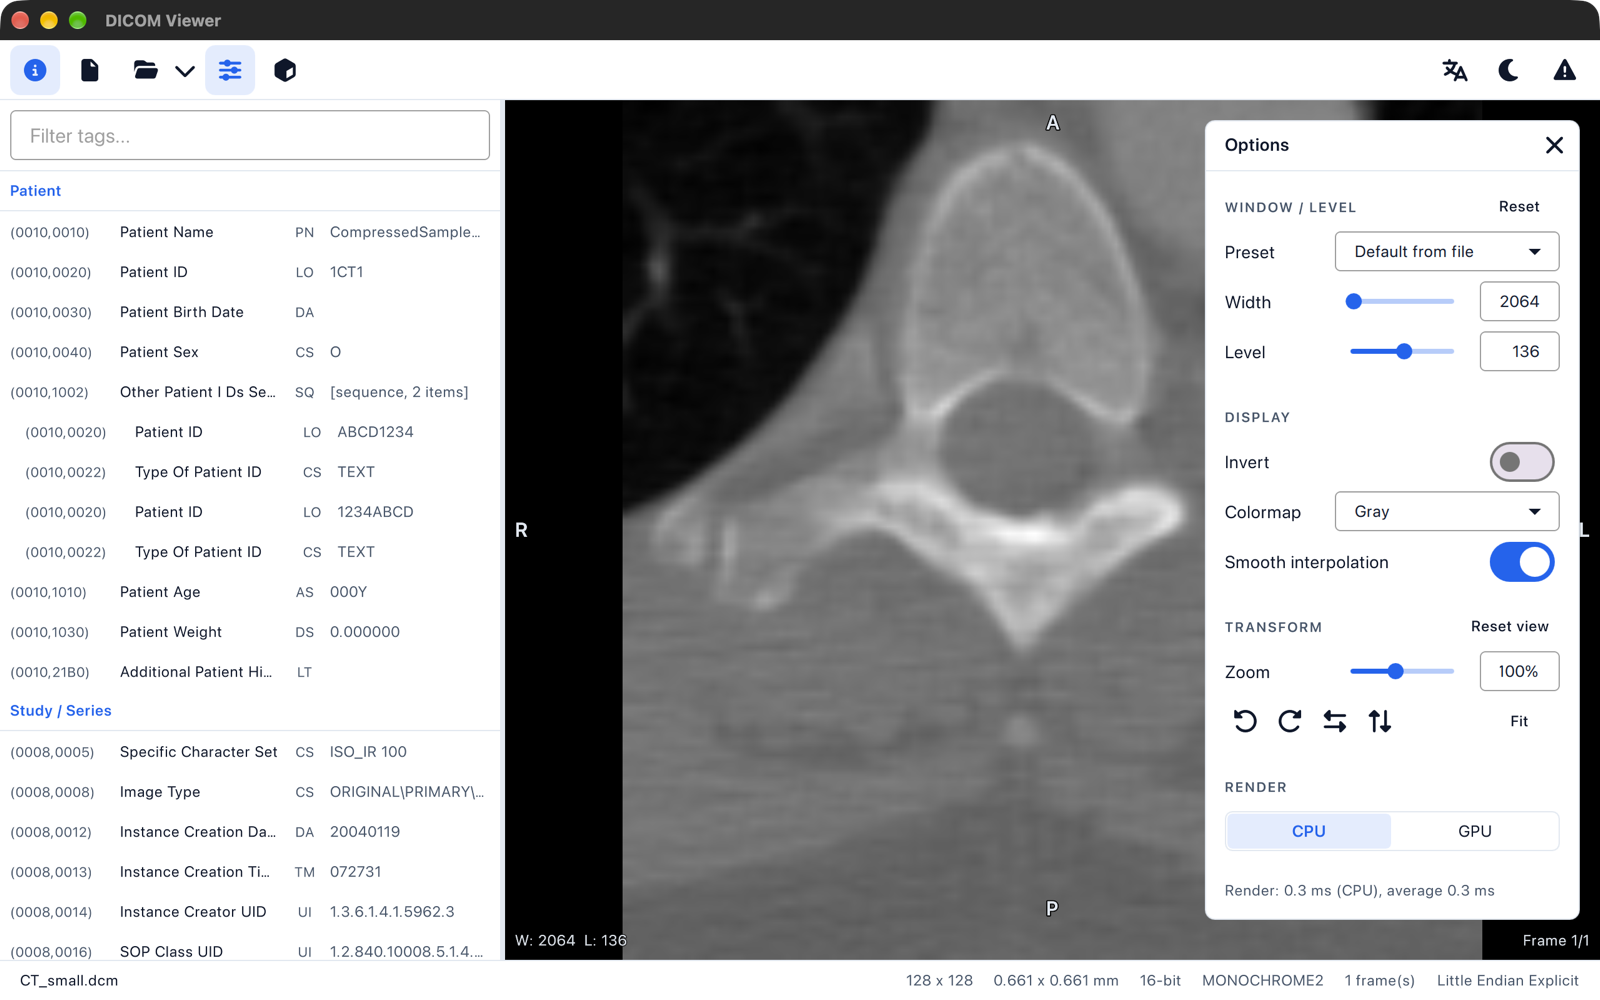 DICOM Viewer
Filter tags...
Patient
(0010,0010) Patient Name PN CompressedSample...
(0010,0020) Patient ID LO 1CT1
(0010,0030) Patient Birth Date DA
(0010,0040) Patient Sex CS O
(0010,1002) Other Patient I Ds Se... SQ [sequence, 2 items]
(0010,0020) Patient ID LO ABCD1234
(0010,0022) Type Of Patient ID CS TEXT
(0010,0020) Patient ID LO 1234ABCD
(0010,0022) Type Of Patient ID CS TEXT
(0010,1010) Patient Age AS 000Y
(0010,1030) Patient Weight DS 0.000000
(0010,21B0) Additional Patient Hi... LT
Study / Series
(0008,0005) Specific Character Set CS ISO_IR 100
(0008,0008) Image Type CS ORIGINAL\PRIMARY\...
(0008,0012) Instance Creation Da... DA 20040119
(0008,0013) Instance Creation Ti... TM 072731
(0008,0014) Instance Creator UID UI 1.3.6.1.4.1.5962.3
(0008,0016) SOP Class UID UI 1.2.840.10008.5.1.4....
A
R
L
P
W: 2064 L: 136
Frame 1/1
Options
WINDOW / LEVEL Reset
Preset Default from file
Width 2064
Level 136
DISPLAY
Invert
Colormap Gray
Smooth interpolation
TRANSFORM Reset view
Zoom 100%
Fit
RENDER
CPU GPU
Render: 0.3 ms (CPU), average 0.3 ms
CT_small.dcm 128 x 128 0.661 x 0.661 mm 16-bit MONOCHROME2 1 frame(s) Little Endian Explicit